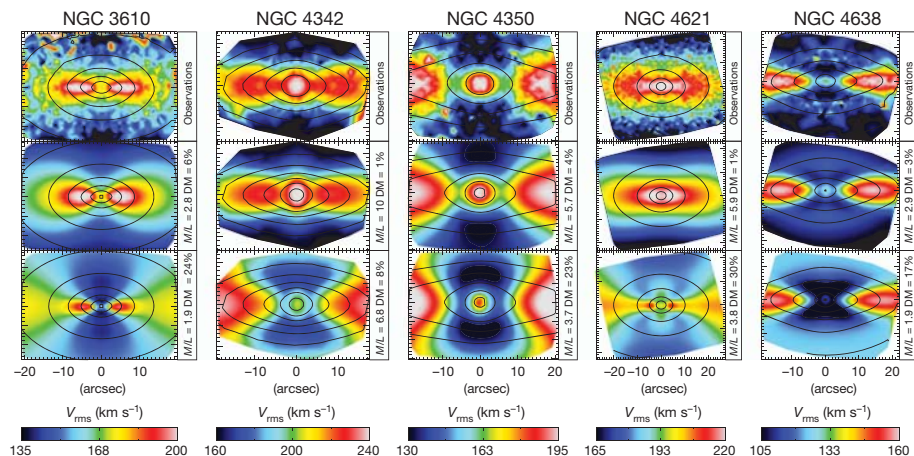 NGC 3610 NGC 4342 NGC 4350 NGC 4621 NGC 4638
Observations Observations Observations Observations Observations
M/L = 2.8 DM = 6% M/L = 10 DM = 1% M/L = 5.7 DM = 4% M/L = 5.9 DM = 1% M/L = 2.9 DM = 3%
M/L = 1.9 DM = 24% M/L = 6.8 DM = 8% M/L = 3.7 DM = 23% M/L = 3.8 DM = 30% M/L = 1.9 DM = 17%
−20 −10 0 10 −10 0 10 −20 −10 0 10 20 −20 0 20 −10 0 10 20
(arcsec) (arcsec) (arcsec) (arcsec) (arcsec)
Vrms (km s–1) Vrms (km s–1) Vrms (km s–1) Vrms (km s–1) Vrms (km s–1)
135 168 200 160 200 240 130 163 195 165 193 220 105 133 160